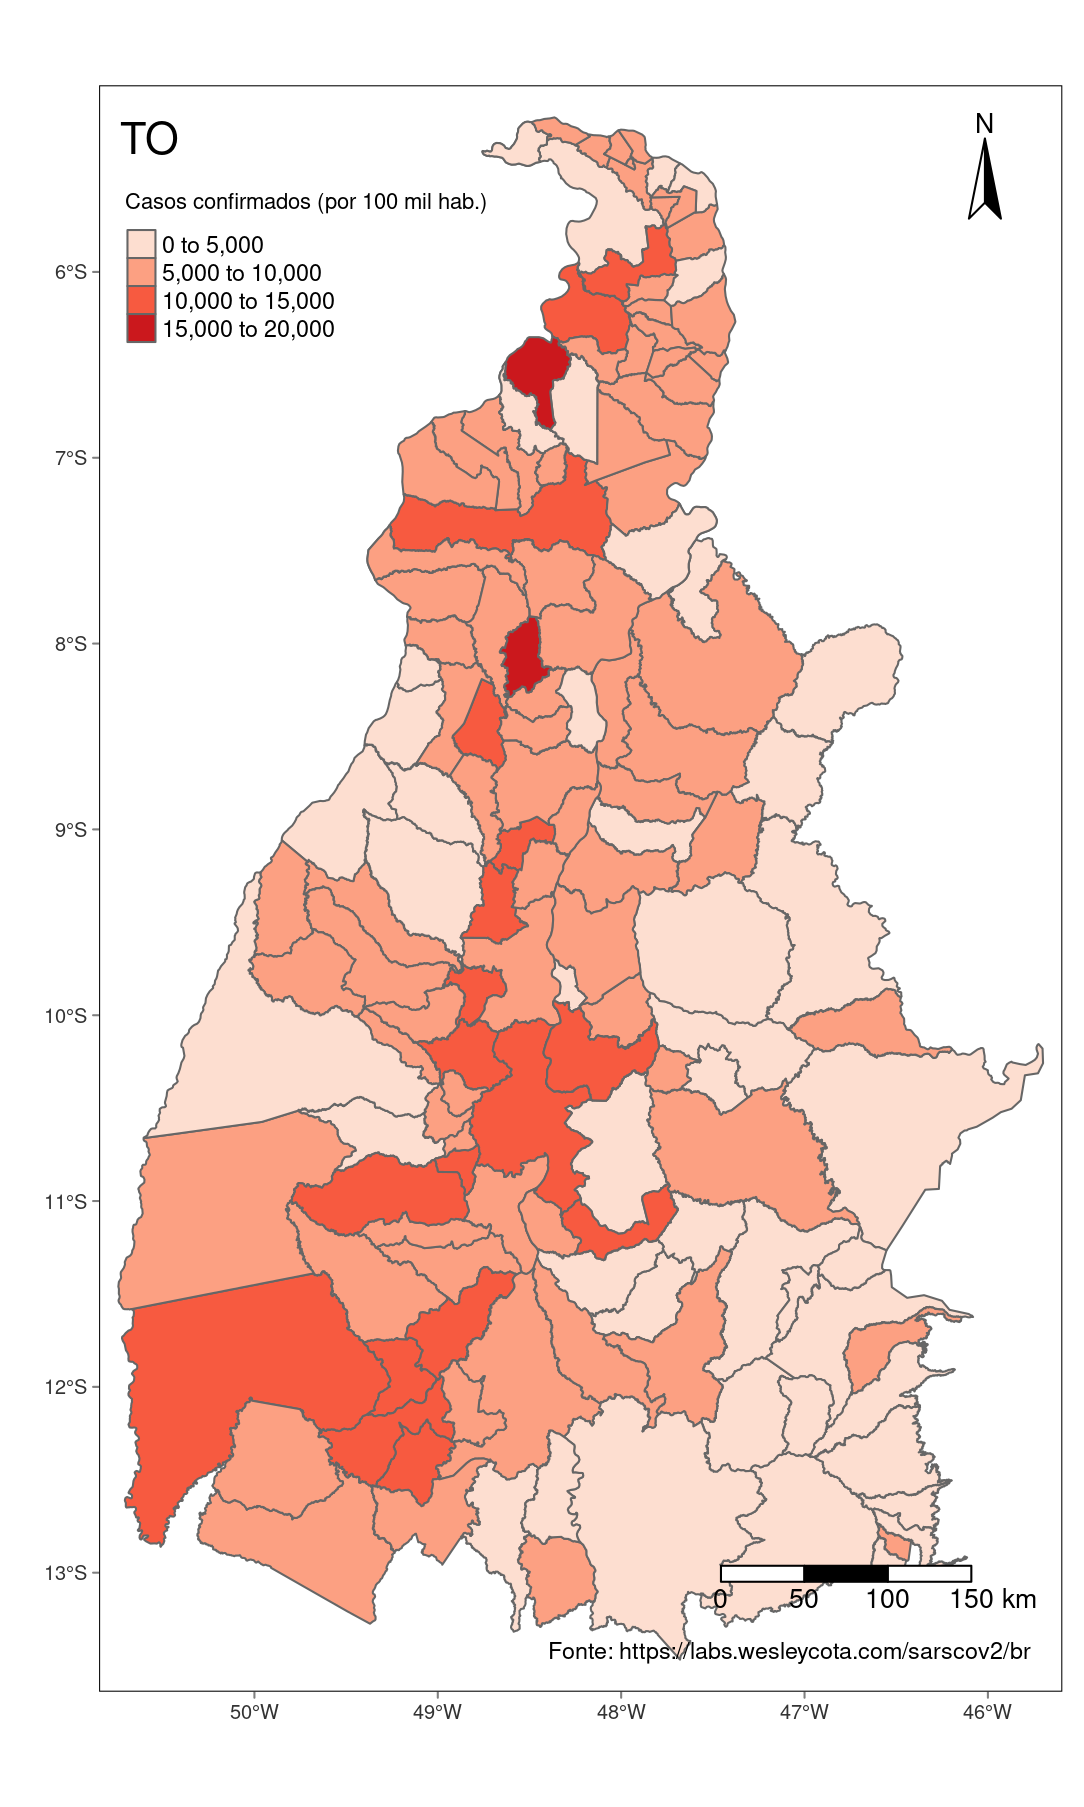 TO
N
Casos confirmados (por 100 mil hab.)
0 to 5,000
5,000 to 10,000
10,000 to 15,000
15,000 to 20,000
6°S
7°S
8°S
9°S
10°S
11°S
12°S
13°S
0 50 100 150 km
Fonte: https://labs.wesleycota.com/sarscov2/br
50°W 49°W 48°W 47°W 46°W